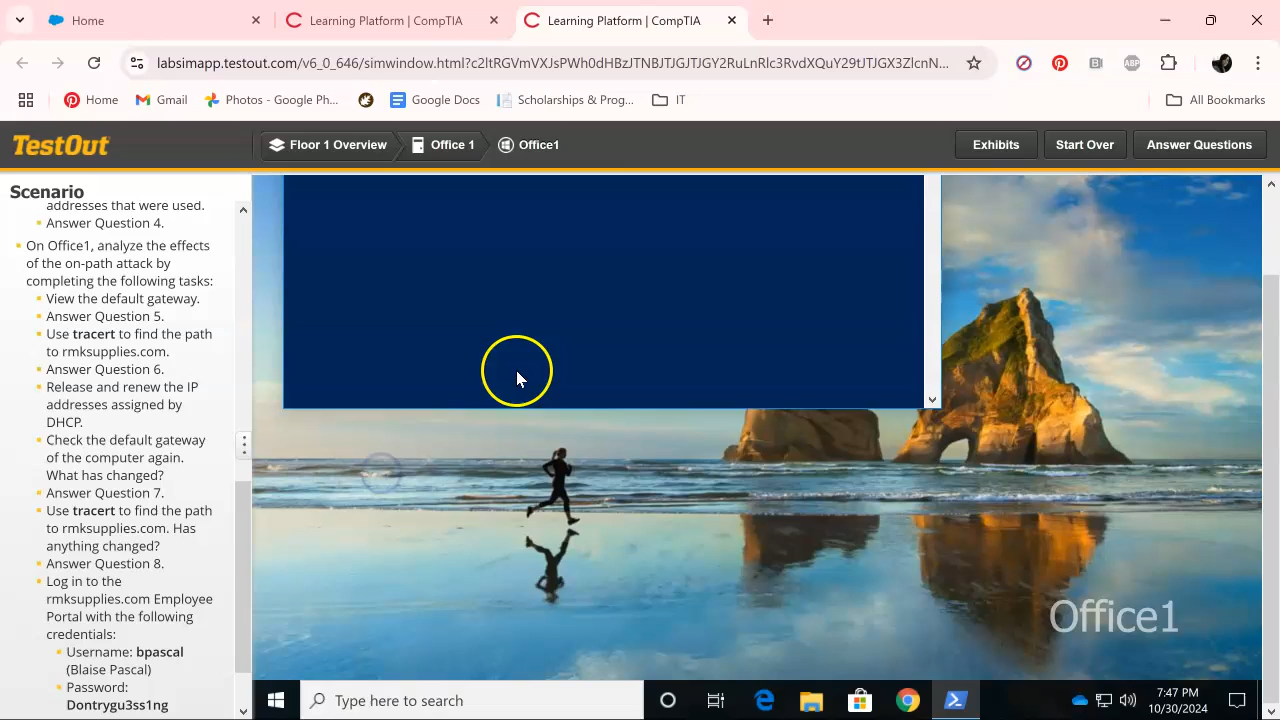 Home
Learning Platform | CompTIA
Learning Platform | CompTIA
labsimapp.testout.com/v6_0_646/simwindow.html?c2ltRGVmVXJsPWh0dHBzJTNBJTJGJTJGY2RuLnRlc3RvdXQuY29tJTJGX3ZlcnN...
ABP
Home
Gmail
Photos - Google Ph...
Google Docs
Scholarships & Prog...
IT
All Bookmarks
TestOut
Floor 1 Overview
Office 1
Office1
Exhibits
Start Over
Answer Questions
Scenario
addresses that were used.
Answer Question 4.
On Office1, analyze the effects
of the on-path attack by
completing the following tasks:
View the default gateway.
Answer Question 5.
Use tracert to find the path
to rmksupplies.com.
Answer Question 6.
Release and renew the IP
addresses assigned by
DHCP.
Check the default gateway
of the computer again.
What has changed?
Answer Question 7.
Use tracert to find the path
to rmksupplies.com. Has
anything changed?
Answer Question 8.
Log in to the
rmksupplies.com Employee
Portal with the following
credentials:
Username: bpascal
(Blaise Pascal)
Password:
Dontrygu3ss1ng
Office1
Type here to search
7:47 PM
10/30/2024